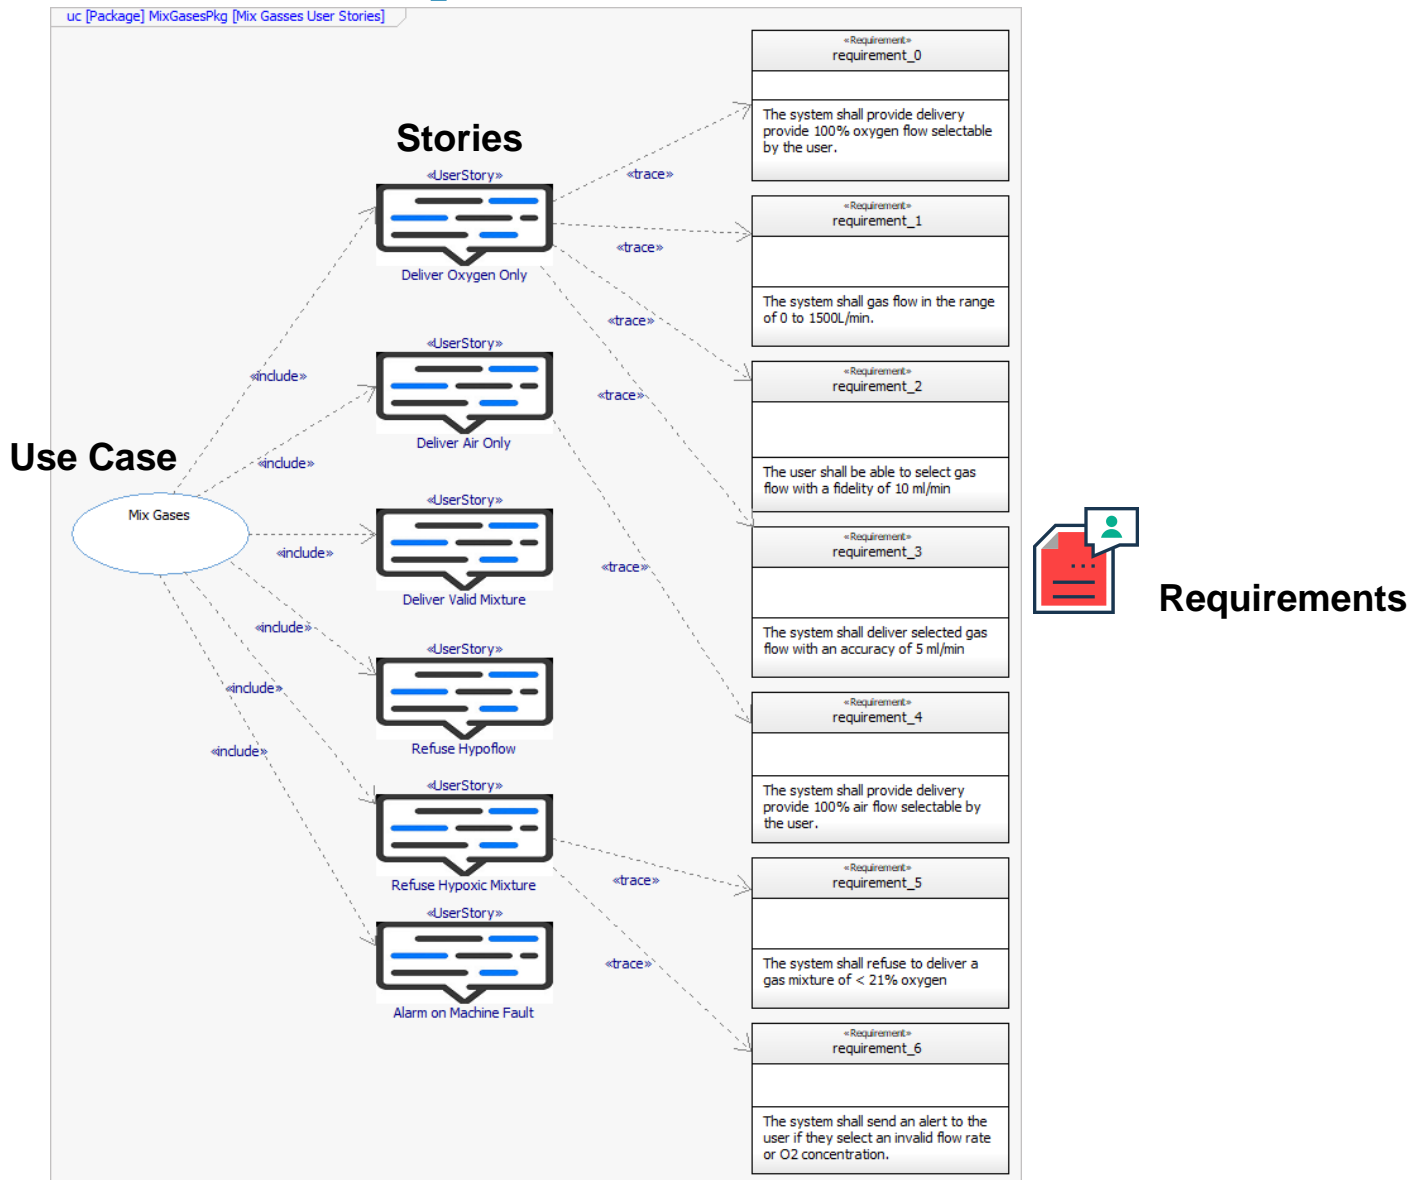 uc [Package] MixGasesPkg [Mix Gasses User Stories]
Stories
Use Case
Mix Gases
«include»
«include»
«include»
«include»
«include»
«include»
«UserStory»
Deliver Oxygen Only
«UserStory»
Deliver Air Only
«UserStory»
Deliver Valid Mixture
«UserStory»
Refuse Hypoflow
«UserStory»
Refuse Hypoxic Mixture
«UserStory»
Alarm on Machine Fault
«trace»
«trace»
«trace»
«trace»
«trace»
«trace»
«trace»
«Requirement»
requirement_0
The system shall provide delivery
provide 100% oxygen flow selectable
by the user.
«Requirement»
requirement_1
The system shall gas flow in the range
of 0 to 1500L/min.
«Requirement»
requirement_2
The user shall be able to select gas
flow with a fidelity of 10 ml/min
«Requirement»
requirement_3
The system shall deliver selected gas
flow with an accuracy of 5 ml/min
«Requirement»
requirement_4
The system shall provide delivery
provide 100% air flow selectable by
the user.
«Requirement»
requirement_5
The system shall refuse to deliver a
gas mixture of < 21% oxygen
«Requirement»
requirement_6
The system shall send an alert to the
user if they select an invalid flow rate
or O2 concentration.
Requirements